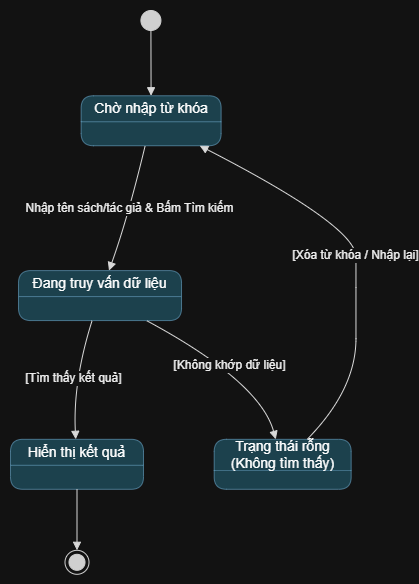 Chờ nhập từ khóa
Nhập tên sách/tác giả & Bấm Tìm kiếm
[Xóa từ khóa / Nhập lại]
Đang truy vấn dữ liệu
[Không khớp dữ liệu]
[Tìm thấy kết quả]
Hiển thị kết quả
Trạng thái rỗng
(Không tìm thấy)